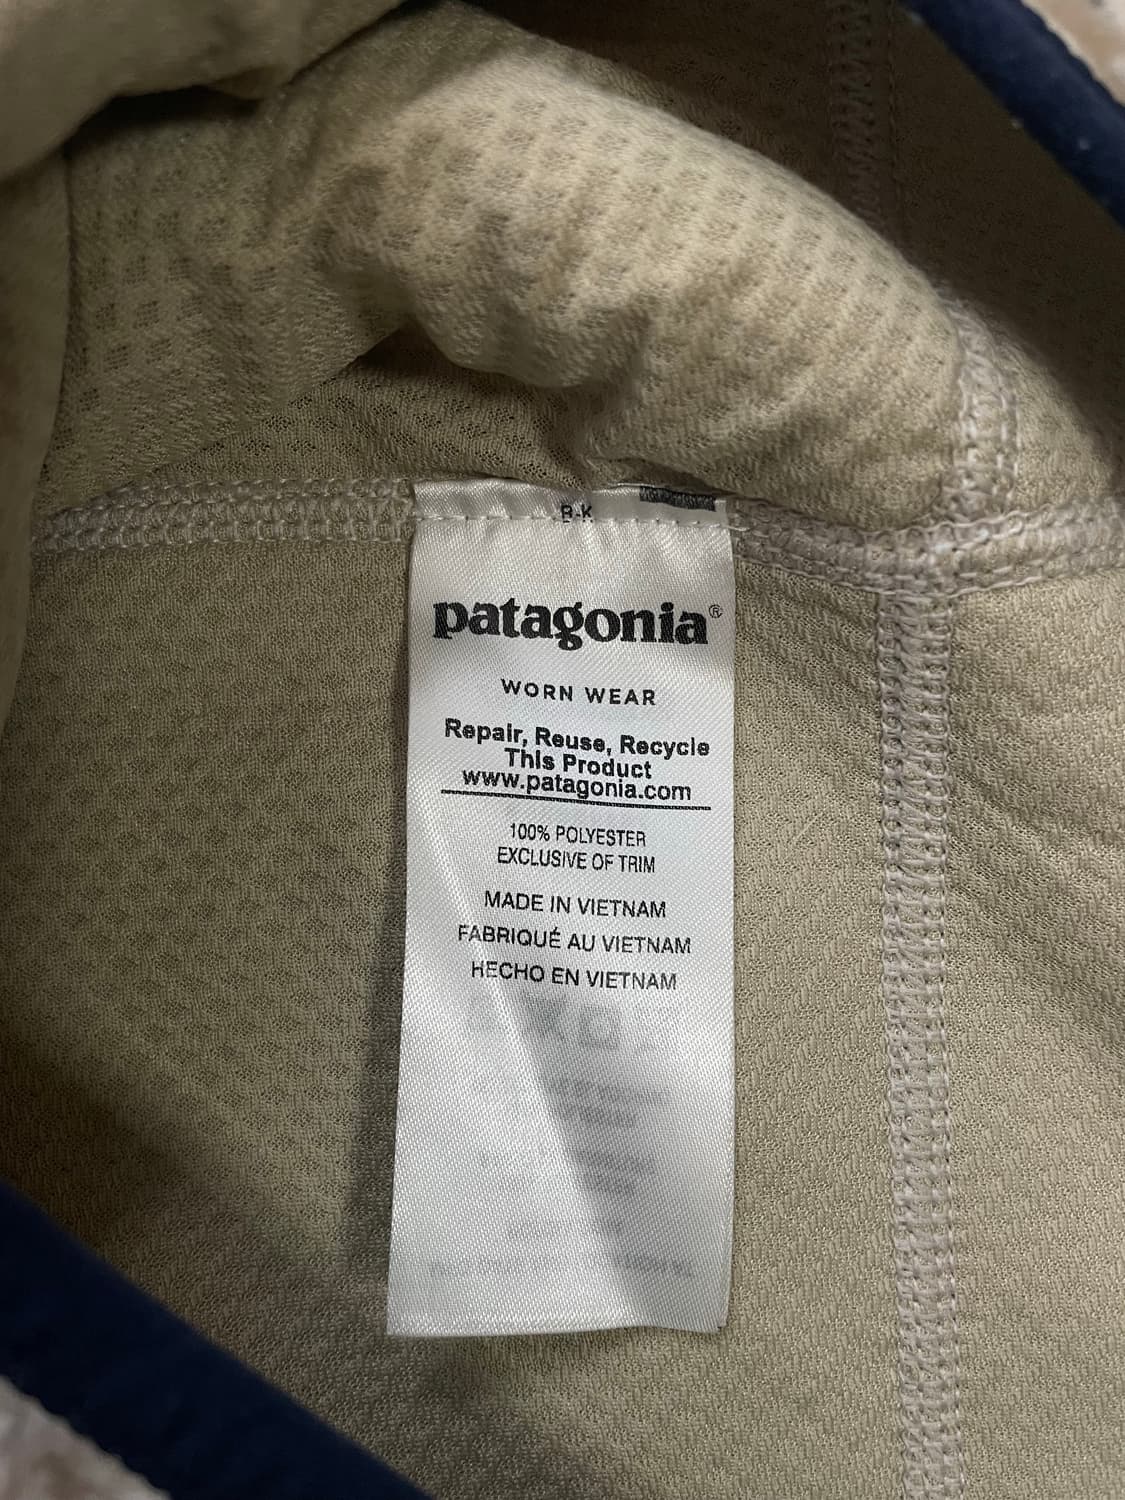 R-K
patagonia®
WORN WEAR
Repair, Reuse, Recycle
This Product
www.patagonia.com
100% POLYESTER
EXCLUSIVE OF TRIM
MADE IN VIETNAM
FABRIQUÉ AU VIETNAM
HECHO EN VIETNAM